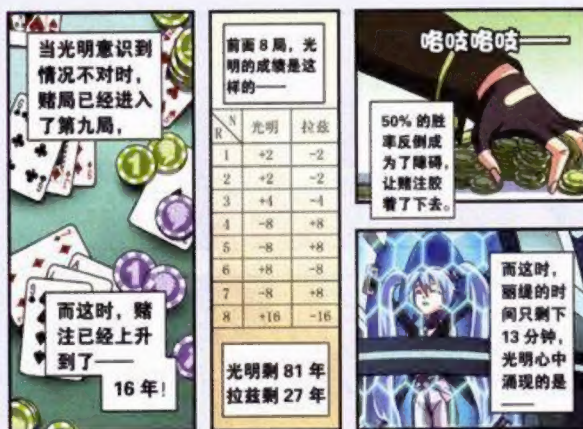 当光明意识到
情况不对时，
赌局已经进入
了第九局，
而这时，赌
注已经上升
到了——
16 年！
前面 8 局，光
明的成绩是这
样的——
R N 光明 拉兹
1 +2 -2
2 +2 -2
3 +4 -4
4 -8 +8
5 -8 +8
6 +8 -8
7 -8 +8
8 +16 -16
光明剩 81 年
拉兹剩 27 年
咯吱咯吱——
50% 的胜
率反倒成
为了障碍，
让赌注胶
着了下去。
而这时，
丽缇的时
间只剩下
13 分钟，
光明心中
涌现的是
——